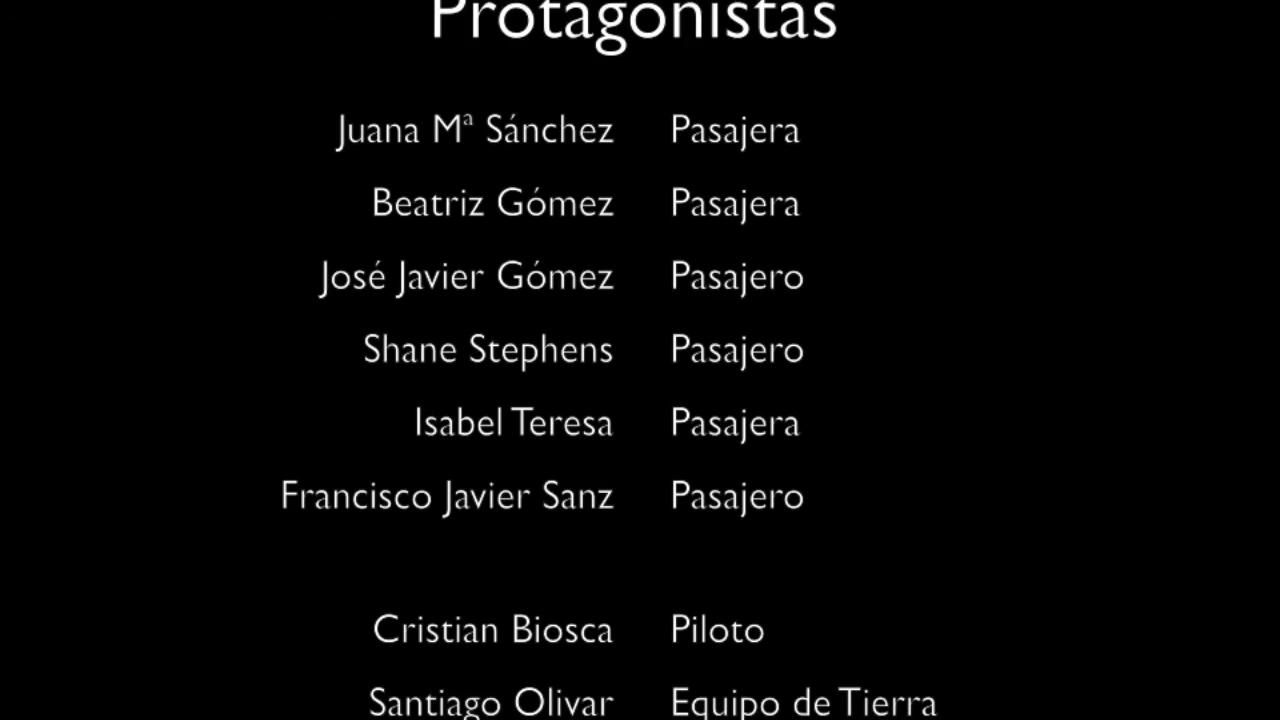 Protagonistas
Juana Mª Sánchez Pasajera
Beatriz Gómez Pasajera
José Javier Gómez Pasajero
Shane Stephens Pasajero
Isabel Teresa Pasajera
Francisco Javier Sanz Pasajero
Cristian Biosca Piloto
Santiago Olivar Equipo de Tierra